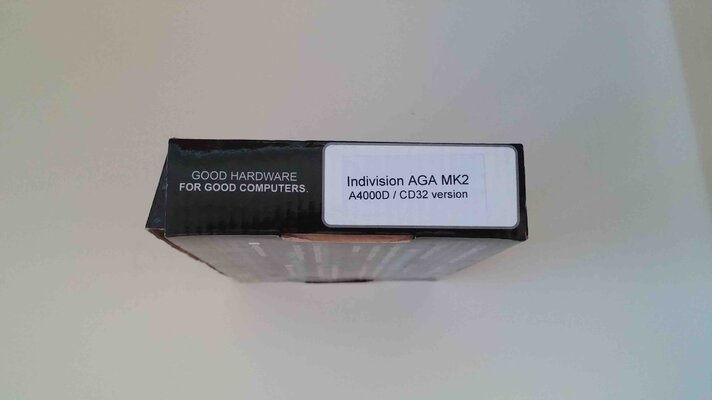 GOOD HARDWARE
FOR GOOD COMPUTERS.
Indivision AGA MK2
A4000D / CD32 version